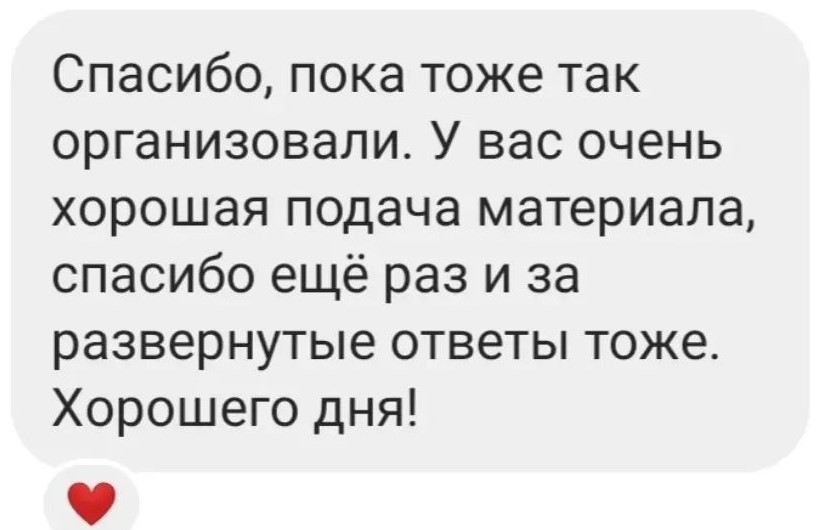 Спасибо, пока тоже так
организовали. У вас очень
хорошая подача материала,
спасибо ещё раз и за
развернутые ответы тоже.
Хорошего дня!